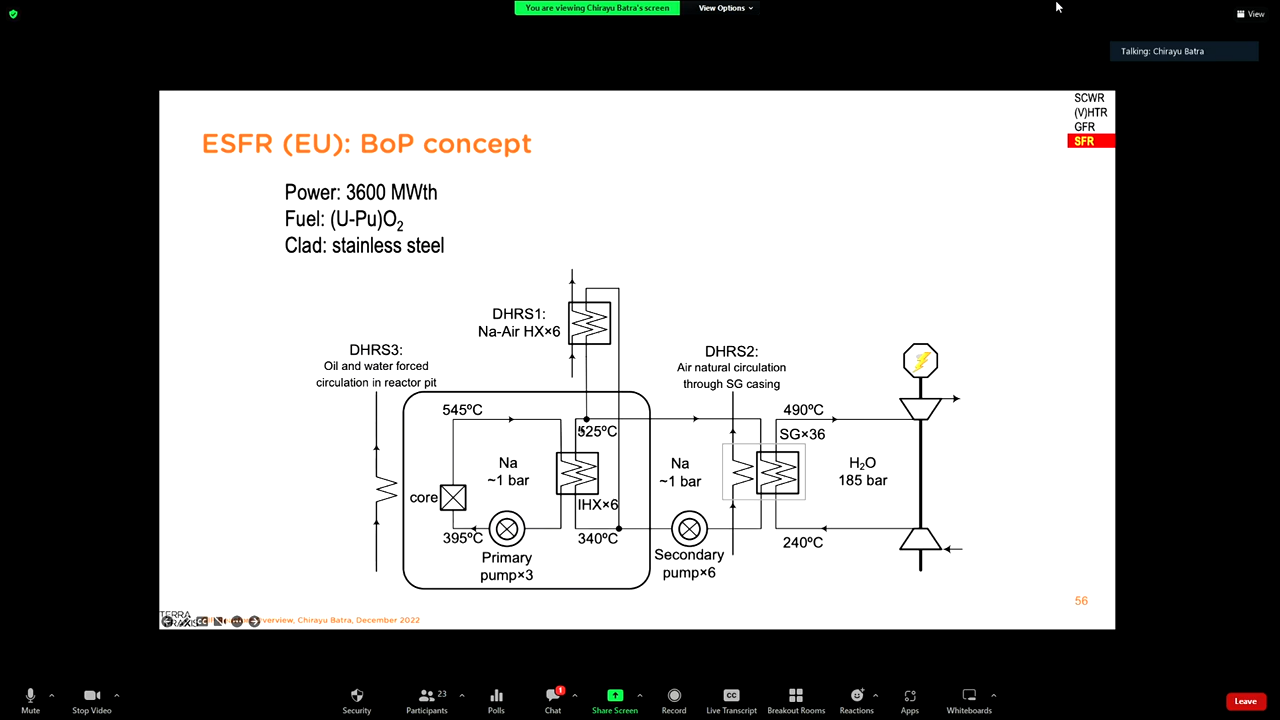 You are viewing Chirayu Batra's screen
View Options
View
Talking: Chirayu Batra
SCWR
(V)HTR
GFR
SFR
ESFR (EU): BoP concept
Power: 3600 MWth
Fuel: (U-Pu)O2
Clad: stainless steel
DHRS1:
Na-Air HX×6
DHRS3:
Oil and water forced
circulation in reactor pit
DHRS2:
Air natural circulation
through SG casing
545ºC
525ºC
490ºC
SG×36
Na
~1 bar
Na
~1 bar
H2O
185 bar
core
IHX×6
395ºC
340ºC
240ºC
Primary
pump×3
Secondary
pump×6
56
TERRA
verview, Chirayu Batra, December 2022
Mute
Stop Video
Security
Participants
23
Polls
Chat
1
Share Screen
Record
CC
Live Transcript
Breakout Rooms
Reactions
Apps
Whiteboards
Leave